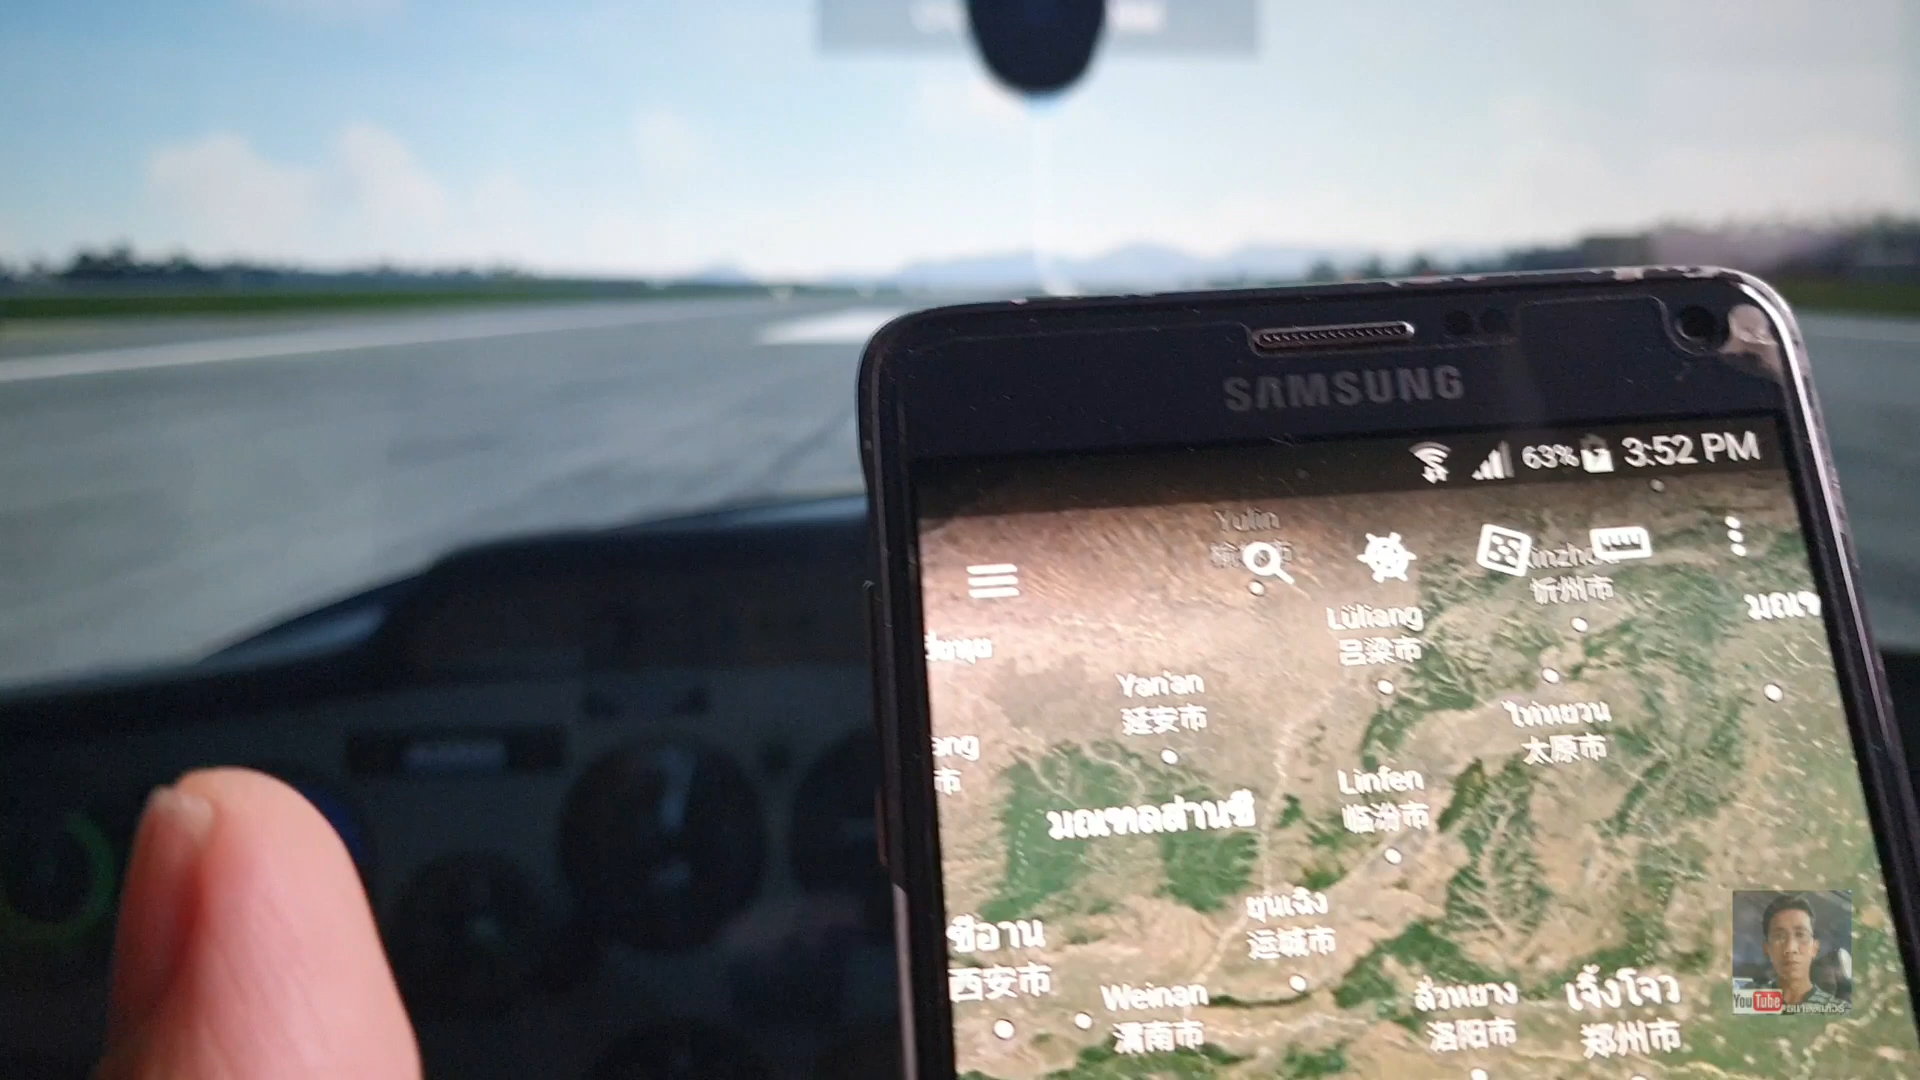 SAMSUNG
63% 3:52 PM
Yulin
忻州市
Lüliang
吕梁市
Yan'an
延安市
ไท่หยวน
太原市
Linfen
临汾市
มณฑลส่านซี
ยุนเฉิง
运城市
ซีอาน
西安市
Weinan
渭南市
ลั่วหยาง
洛阳市
เจิ้งโจว
郑州市
YouTube